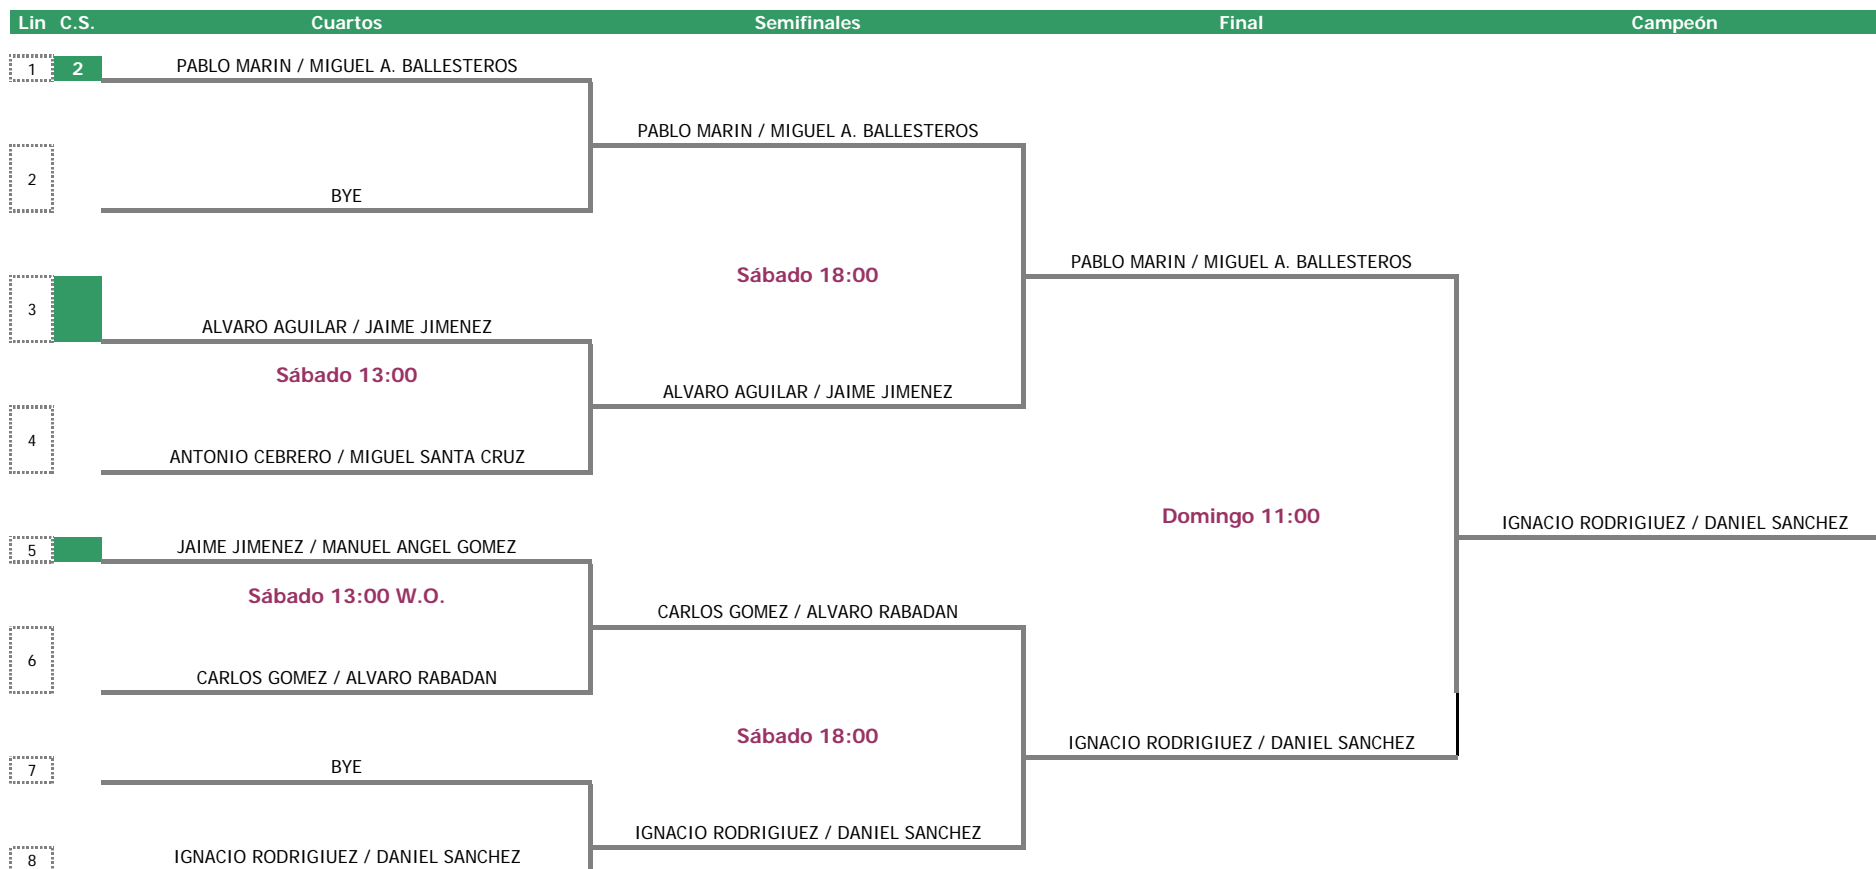 Lin C.S. Cuartos Semifinales Final Campeón
1 2 PABLO MARIN / MIGUEL A. BALLESTEROS
PABLO MARIN / MIGUEL A. BALLESTEROS
2
BYE
PABLO MARIN / MIGUEL A. BALLESTEROS
Sábado 18:00
3
ALVARO AGUILAR / JAIME JIMENEZ
Sábado 13:00
ALVARO AGUILAR / JAIME JIMENEZ
4
ANTONIO CEBRERO / MIGUEL SANTA CRUZ
Domingo 11:00
IGNACIO RODRIGIUEZ / DANIEL SANCHEZ
5 JAIME JIMENEZ / MANUEL ANGEL GOMEZ
Sábado 13:00 W.O.
CARLOS GOMEZ / ALVARO RABADAN
6
CARLOS GOMEZ / ALVARO RABADAN
Sábado 18:00
IGNACIO RODRIGIUEZ / DANIEL SANCHEZ
7 BYE
IGNACIO RODRIGIUEZ / DANIEL SANCHEZ
8 IGNACIO RODRIGIUEZ / DANIEL SANCHEZ